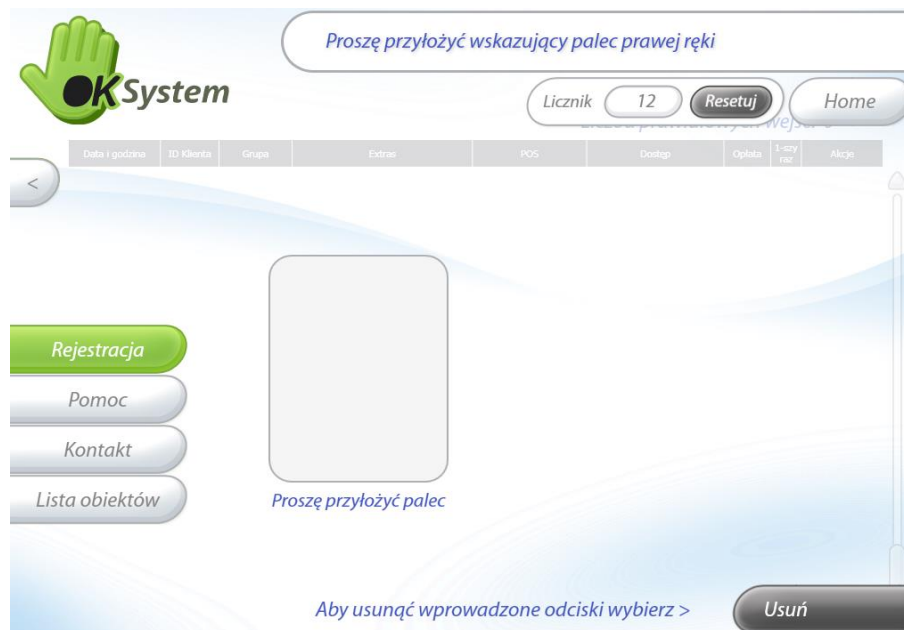 Proszę przyłożyć wskazujący palec prawej ręki
OKSystem
Licznik 12 Resetuj Home
Data i godzina ID Klienta Grupa Extras POS Dostęp Opłata 1-szy raz Akcje
<
Rejestracja
Pomoc
Kontakt
Lista obiektów
Proszę przyłożyć palec
Aby usunąć wprowadzone odciski wybierz > Usuń